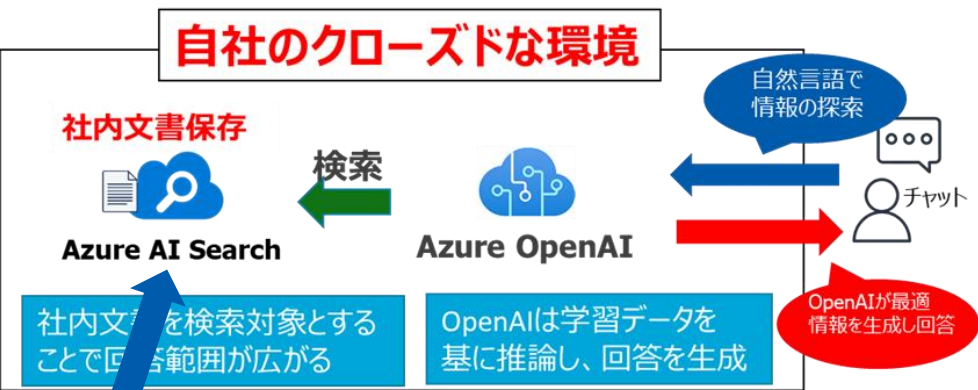 自社のクローズドな環境
自然言語で
情報の探索
社内文書保存
検索
チャット
Azure AI Search
Azure OpenAI
OpenAIが最適
情報を生成し回答
社内文を検索対象とする
ことで回答範囲が広がる
OpenAIは学習データを
基に推論し、回答を生成